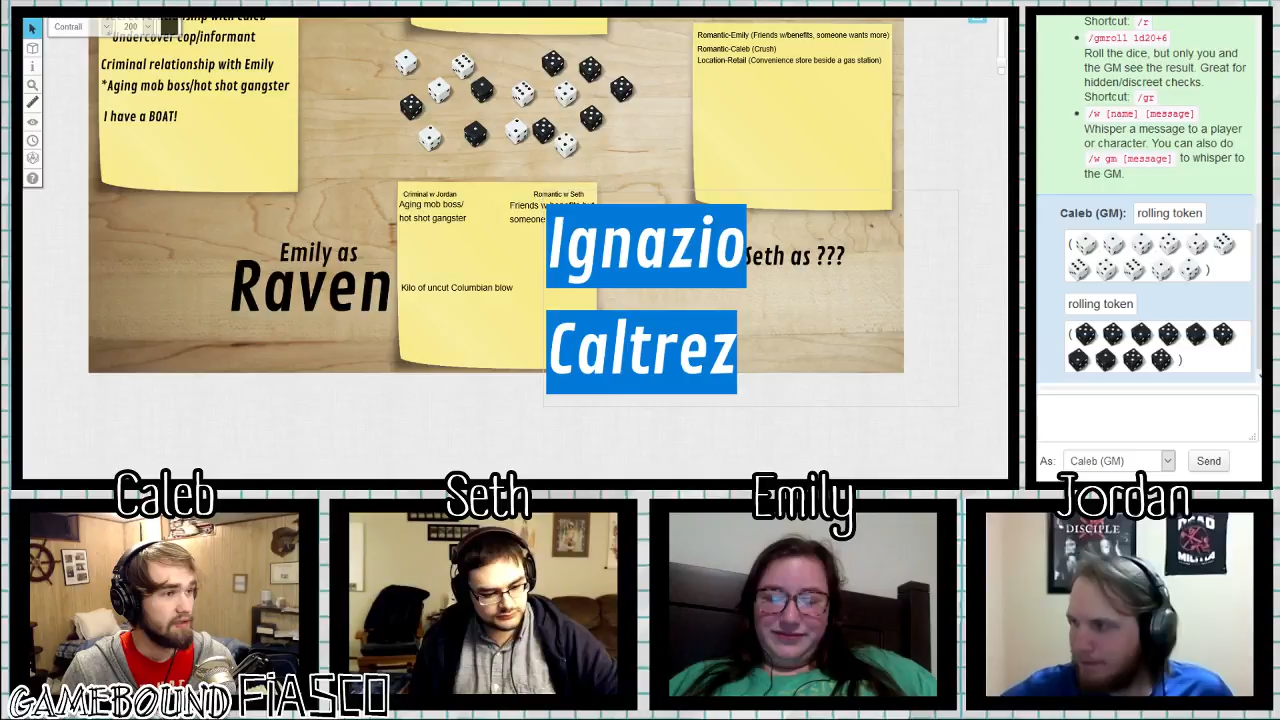 Contrail
200
*Undercover cop/informant
Criminal relationship with Emily
*Aging mob boss/hot shot gangster
I have a BOAT!
Romantic-Emily (Friends w/benefits, someone wants more)
Romantic-Caleb (Crush)
Location-Retail (Convenience store beside a gas station)
Criminal w Jordan
Aging mob boss/
hot shot gangster
Romantic w Seth
Friends
someone
Kilo of uncut Columbian blow
Emily as
Raven
Ignazio
Caltrez
Seth as ???
Shortcut: /r
/gmroll 1d20+6
Roll the dice, but only you and
the GM see the result. Great for
hidden/discreet checks.
Shortcut: /gr
/w [name] [message]
Whisper a message to a player
or character. You can also do
/w gm [message] to whisper to
the GM.
Caleb (GM): rolling token
rolling token
As: Caleb (GM) Send
Caleb
Seth
Emily
Jordan
DISCIPLE
ROAD
MILITIA
GAMEBOUND FIASCO